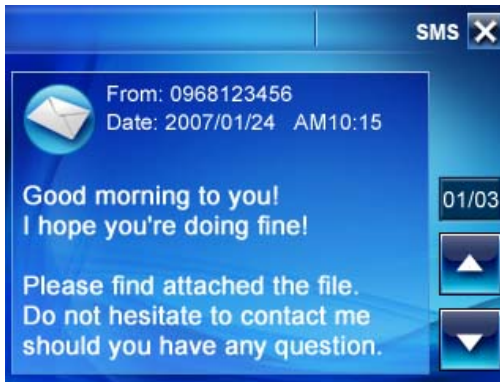 SMS
From: 0968123456
Date: 2007/01/24 AM10:15
Good morning to you!
I hope you're doing fine!
01/03
Please find attached the file.
Do not hesitate to contact me
should you have any question.